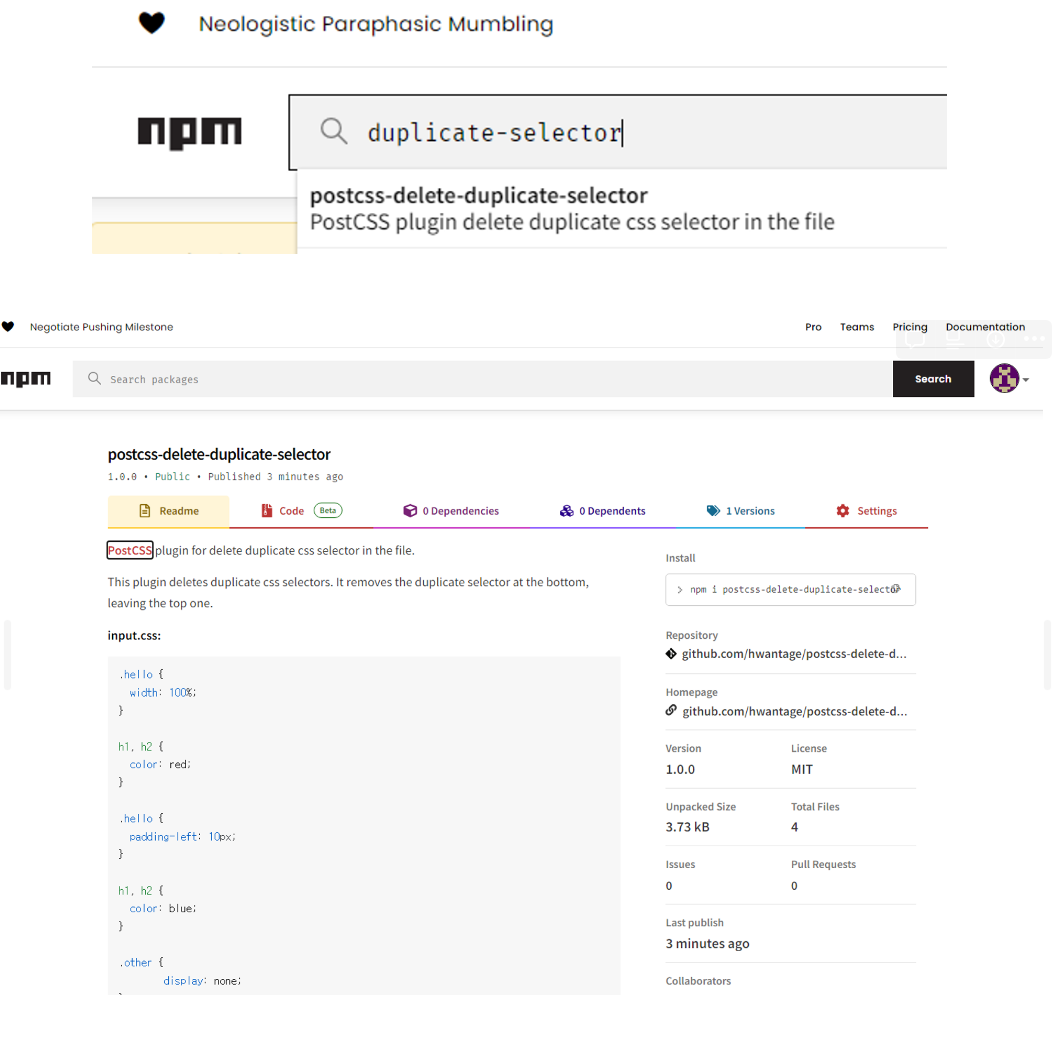 Neologistic Paraphasic Mumbling
npm
duplicate-selector
postcss-delete-duplicate-selector
PostCSS plugin delete duplicate css selector in the file
Negotiate Pushing Milestone
Pro Teams Pricing Documentation
npm
Search packages
Search
postcss-delete-duplicate-selector
1.0.0 • Public • Published 3 minutes ago
Readme
Code Beta
0 Dependencies
0 Dependents
1 Versions
Settings
PostCSS plugin for delete duplicate css selector in the file.
This plugin deletes duplicate css selectors. It removes the duplicate selector at the bottom,
leaving the top one.
input.css:
.hello {
width: 100%;
}
h1, h2 {
color: red;
}
.hello {
padding-left: 10px;
}
h1, h2 {
color: blue;
}
.other {
display: none;
Install
> npm i postcss-delete-duplicate-selector
Repository
github.com/hwantage/postcss-delete-d...
Homepage
github.com/hwantage/postcss-delete-d...
Version License
1.0.0 MIT
Unpacked Size Total Files
3.73 kB 4
Issues Pull Requests
0 0
Last publish
3 minutes ago
Collaborators